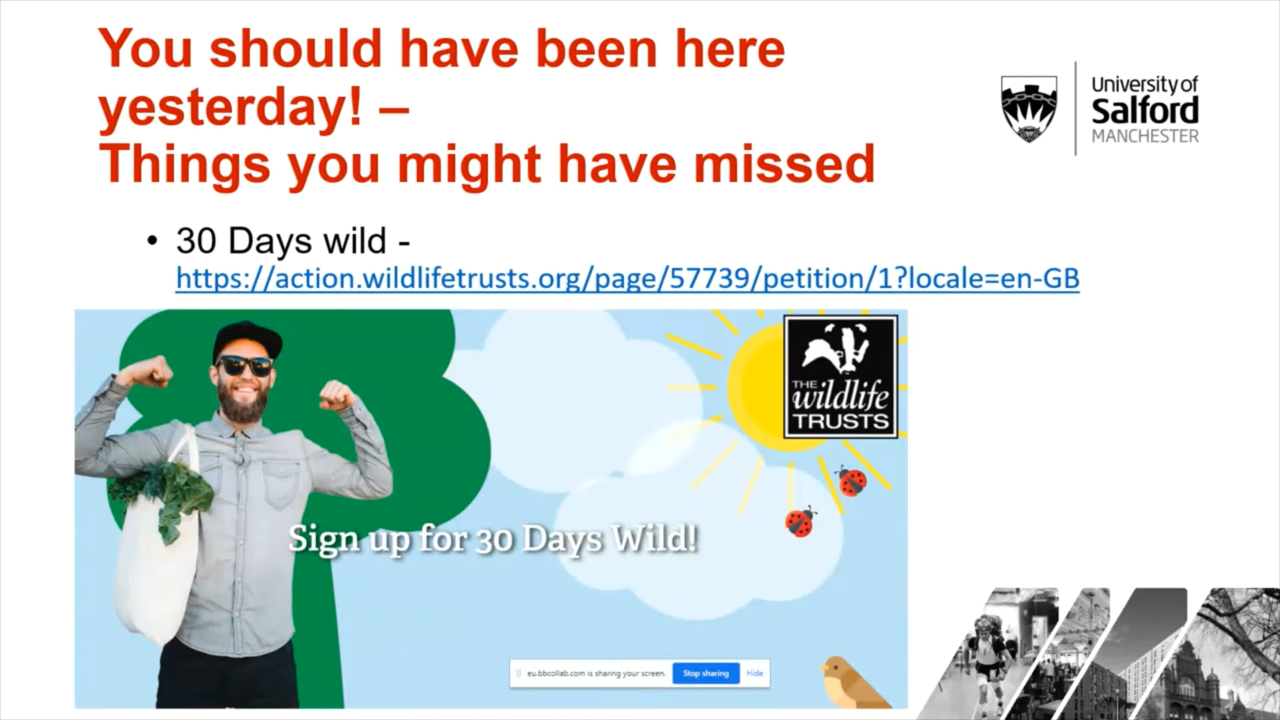 You should have been here
yesterday! –
Things you might have missed
University of
Salford
MANCHESTER
• 30 Days wild -
https://action.wildlifetrusts.org/page/57739/petition/1?locale=en-GB
THE
wildlife
TRUSTS
Sign up for 30 Days Wild!
eu.bbcollab.com is sharing your screen. Stop sharing Hide